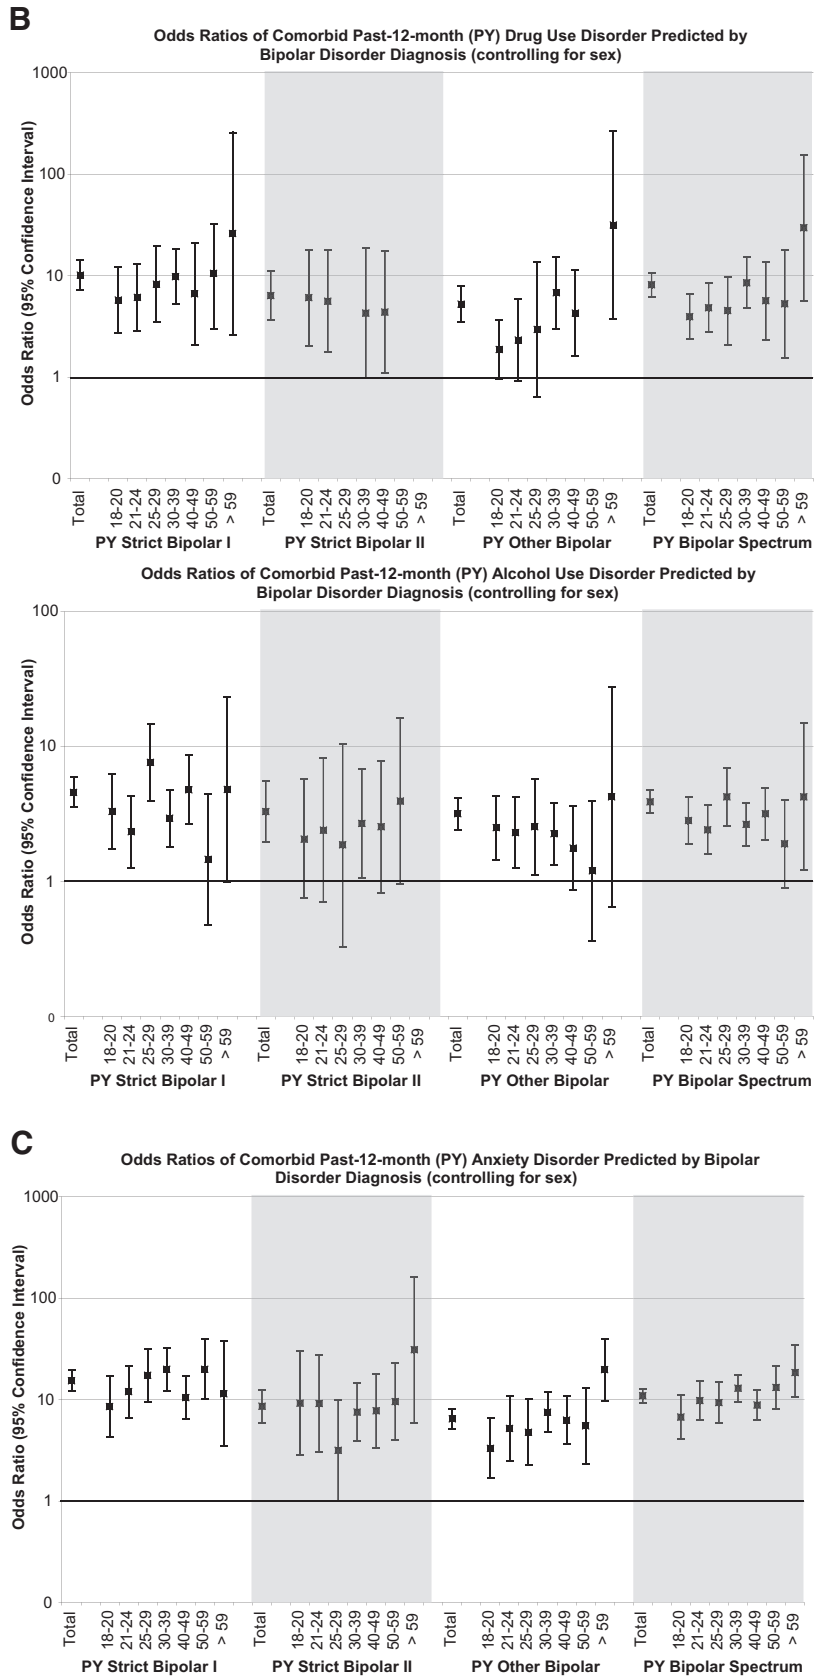 B
Odds Ratios of Comorbid Past-12-month (PY) Drug Use Disorder Predicted by
Bipolar Disorder Diagnosis (controlling for sex)
Odds Ratio (95% Confidence Interval)
1000
100
10
1
0
Total 18-20 21-24 25-29 30-39 40-49 50-59 > 59 Total 18-20 21-24 25-29 30-39 40-49 50-59 > 59 Total 18-20 21-24 25-29 30-39 40-49 50-59 > 59 Total 18-20 21-24 25-29 30-39 40-49 50-59 > 59
PY Strict Bipolar I PY Strict Bipolar II PY Other Bipolar PY Bipolar Spectrum
Odds Ratios of Comorbid Past-12-month (PY) Alcohol Use Disorder Predicted by
Bipolar Disorder Diagnosis (controlling for sex)
Odds Ratio (95% Confidence Interval)
100
10
1
0
Total 18-20 21-24 25-29 30-39 40-49 50-59 > 59 Total 18-20 21-24 25-29 30-39 40-49 50-59 > 59 Total 18-20 21-24 25-29 30-39 40-49 50-59 > 59 Total 18-20 21-24 25-29 30-39 40-49 50-59 > 59
PY Strict Bipolar I PY Strict Bipolar II PY Other Bipolar PY Bipolar Spectrum
C
Odds Ratios of Comorbid Past-12-month (PY) Anxiety Disorder Predicted by Bipolar
Disorder Diagnosis (controlling for sex)
Odds Ratio (95% Confidence Interval)
1000
100
10
1
0
Total 18-20 21-24 25-29 30-39 40-49 50-59 > 59 Total 18-20 21-24 25-29 30-39 40-49 50-59 > 59 Total 18-20 21-24 25-29 30-39 40-49 50-59 > 59 Total 18-20 21-24 25-29 30-39 40-49 50-59 > 59
PY Strict Bipolar I PY Strict Bipolar II PY Other Bipolar PY Bipolar Spectrum